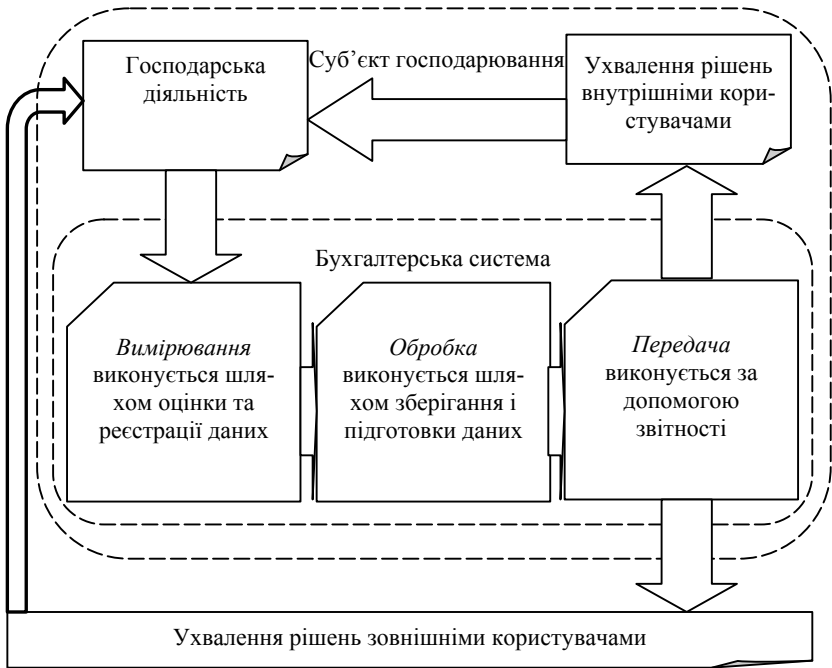 Господарська
діяльність
Суб’єкт господарювання
Ухвалення рішень
внутрішніми кори-
стувачами
Бухгалтерська система
Вимірювання
виконується шля-
хом оцінки та
реєстрації даних
Обробка
виконується шля-
хом зберігання і
підготовки даних
Передача
виконується за
допомогою
звітності
Ухвалення рішень зовнішніми користувачами